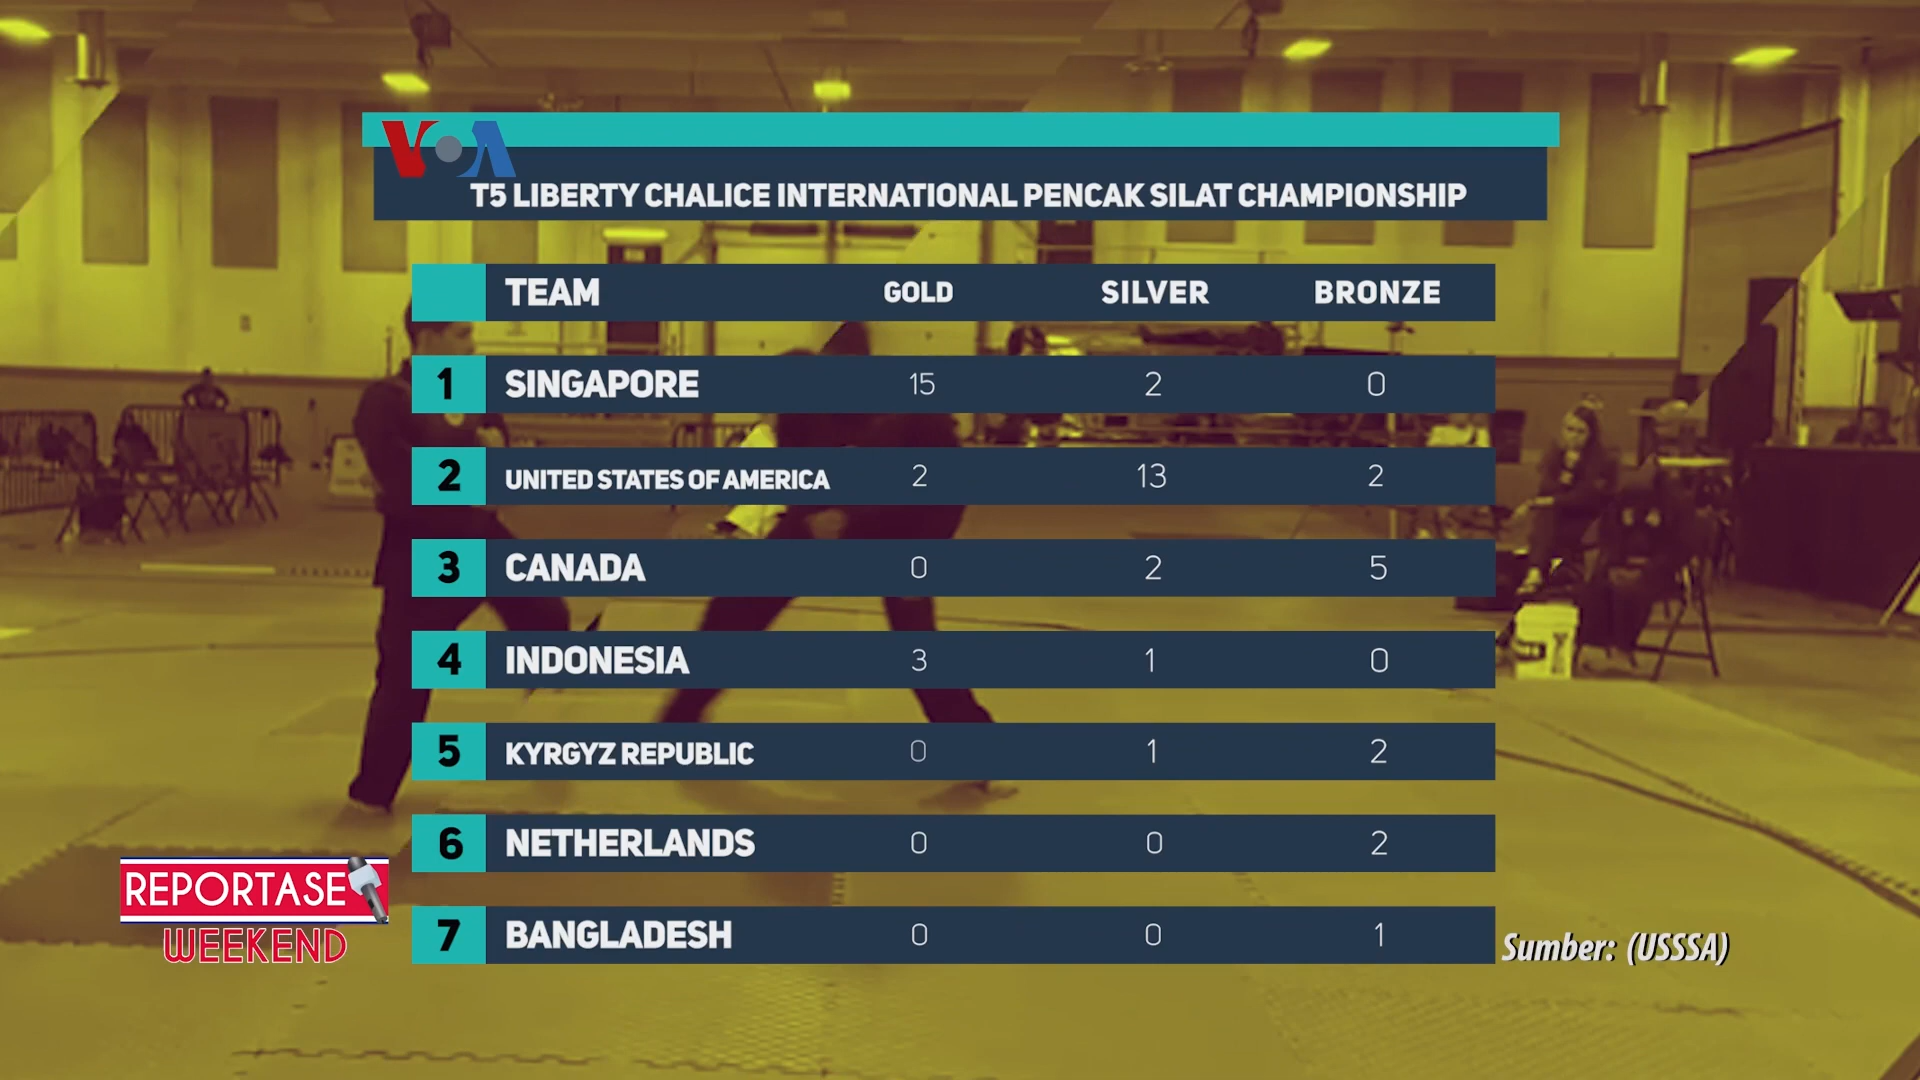 VOA
T5 LIBERTY CHALICE INTERNATIONAL PENCAK SILAT CHAMPIONSHIP
TEAM GOLD SILVER BRONZE
1 SINGAPORE 15 2 0
2 UNITED STATES OF AMERICA 2 13 2
3 CANADA 0 2 5
4 INDONESIA 3 1 0
5 KYRGYZ REPUBLIC 0 1 2
6 NETHERLANDS 0 0 2
7 BANGLADESH 0 0 1
REPORTASE
WEEKEND
Sumber: (USSSA)